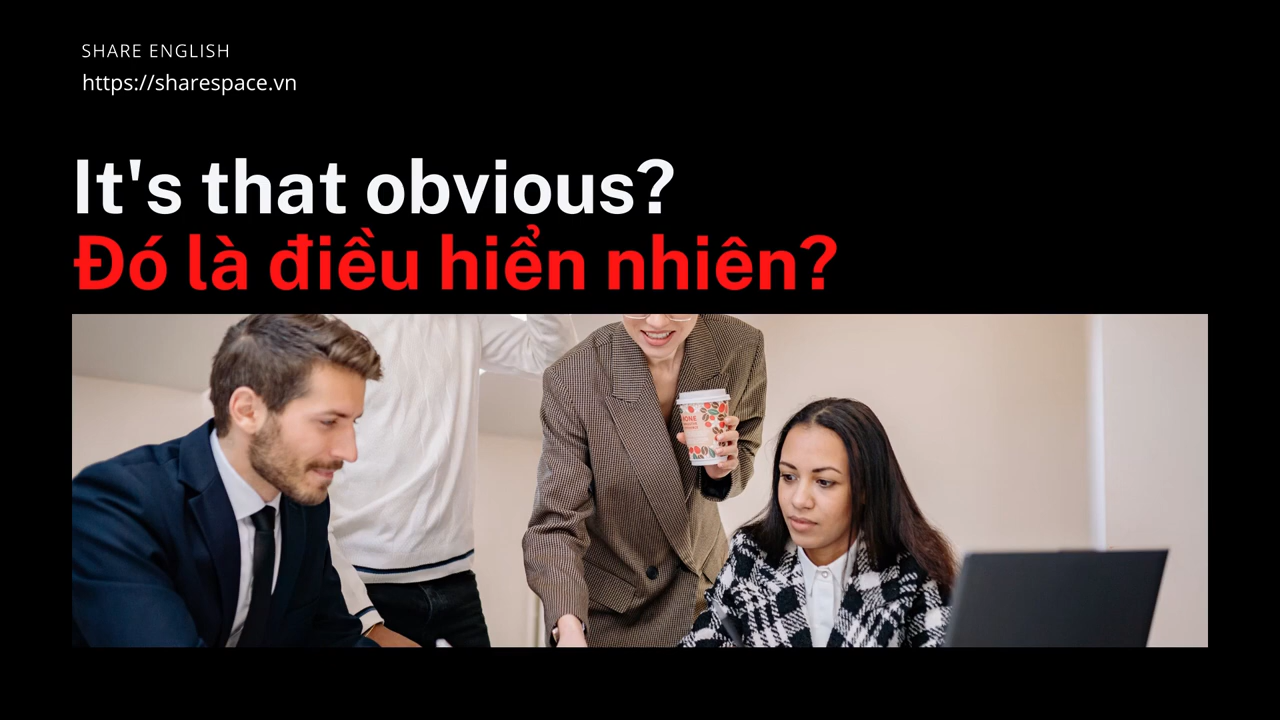 SHARE ENGLISH
https://sharespace.vn
It's that obvious?
Đó là điều hiển nhiên?